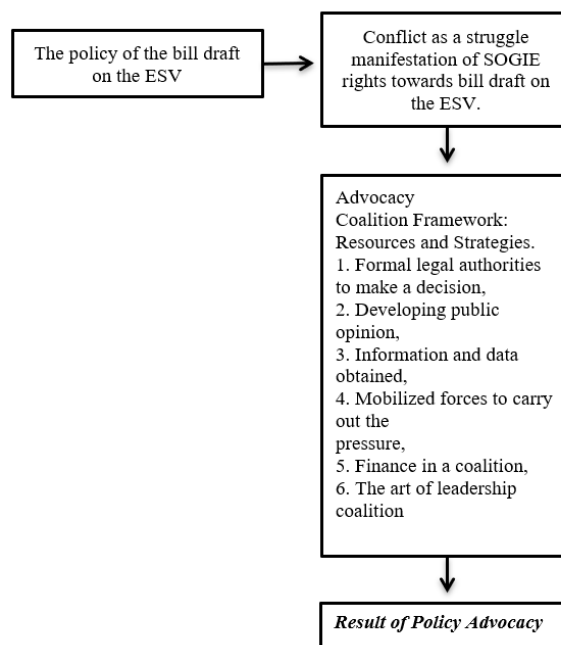 The policy of the bill draft
on the ESV
Conflict as a struggle
manifestation of SOGIE
rights towards bill draft on
the ESV.
Advocacy
Coalition Framework:
Resources and Strategies.
1. Formal legal authorities
to make a decision,
2. Developing public
opinion,
3. Information and data
obtained,
4. Mobilized forces to carry
out the
pressure,
5. Finance in a coalition,
6. The art of leadership
coalition
Result of Policy Advocacy